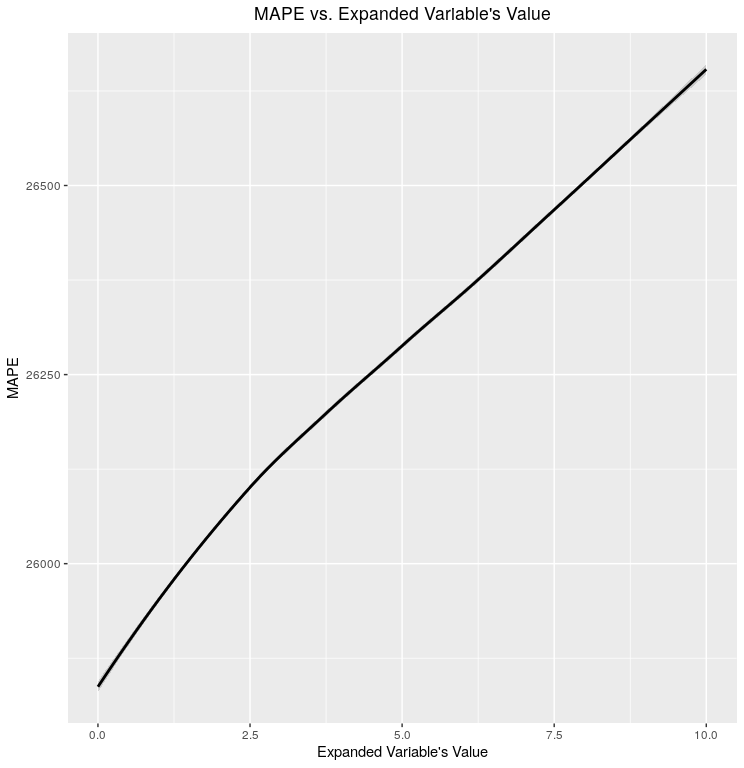 MAPE vs. Expanded Variable's Value
MAPE
26500
26250
26000
0.0 2.5 5.0 7.5 10.0
Expanded Variable's Value